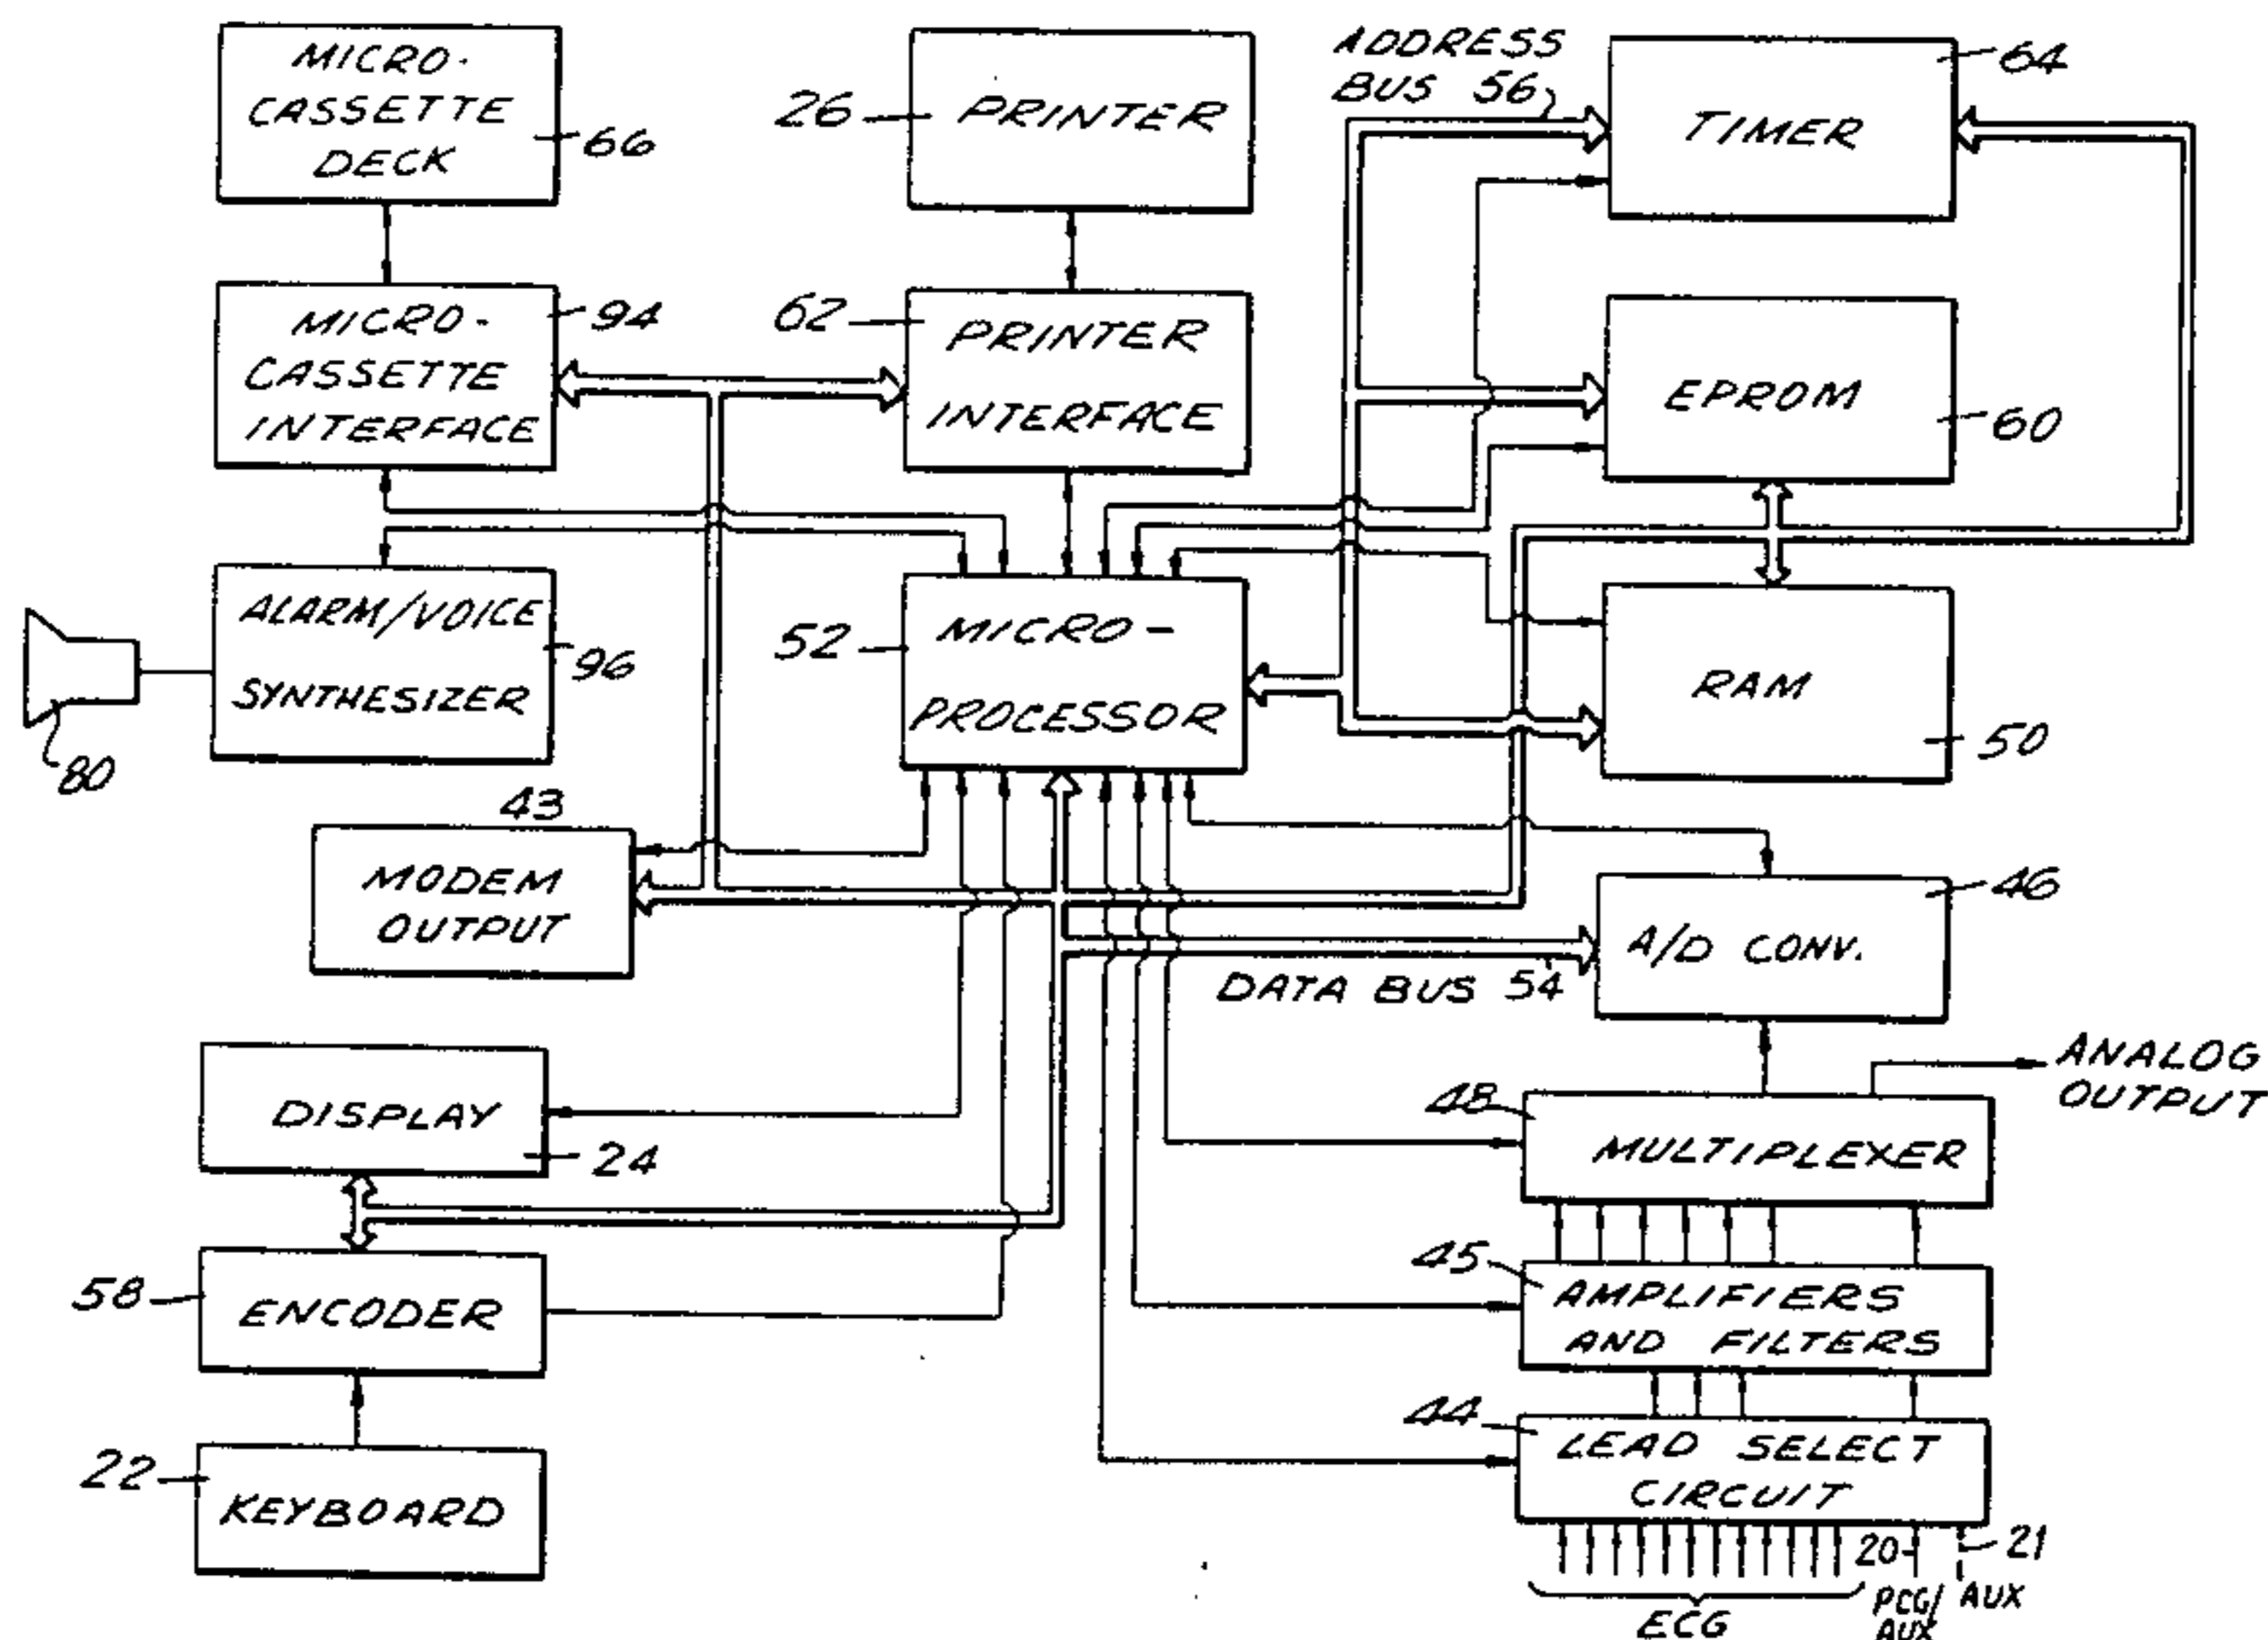 MICRO-
CASSETTE
DECK
66
26
PRINTER
ADDRESS
BUS 56
TIMER
64
MICRO-
CASSETTE
INTERFACE
94
62
PRINTER
INTERFACE
EPROM
60
ALARM/VOICE
SYNTHESIZER
96
80
52
MICRO-
PROCESSOR
RAM
50
43
MODEM
OUTPUT
A/D CONV.
46
DATA BUS 54
DISPLAY
24
ANALOG
OUTPUT
48
MULTIPLEXER
58
ENCODER
45
AMPLIFIERS
AND FILTERS
22
KEYBOARD
44
LEAD SELECT
CIRCUIT
20
21
ECG
PCG/
AUX
AUX